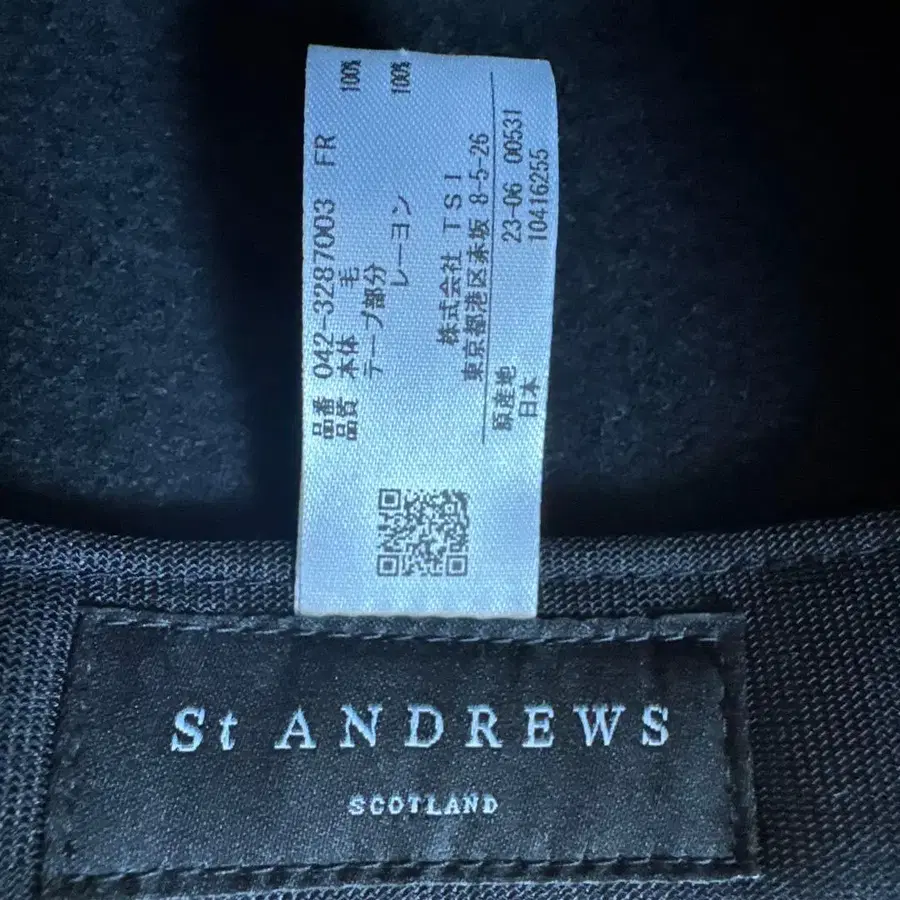 品番 042-3287003 FR
品質 本体 毛 100%
テープ部分
レーヨン 100%
株式会社 TSI
東京都港区赤坂 8-5-26
原産地 23-06 00531
日本 10416255
St ANDREWS
SCOTLAND